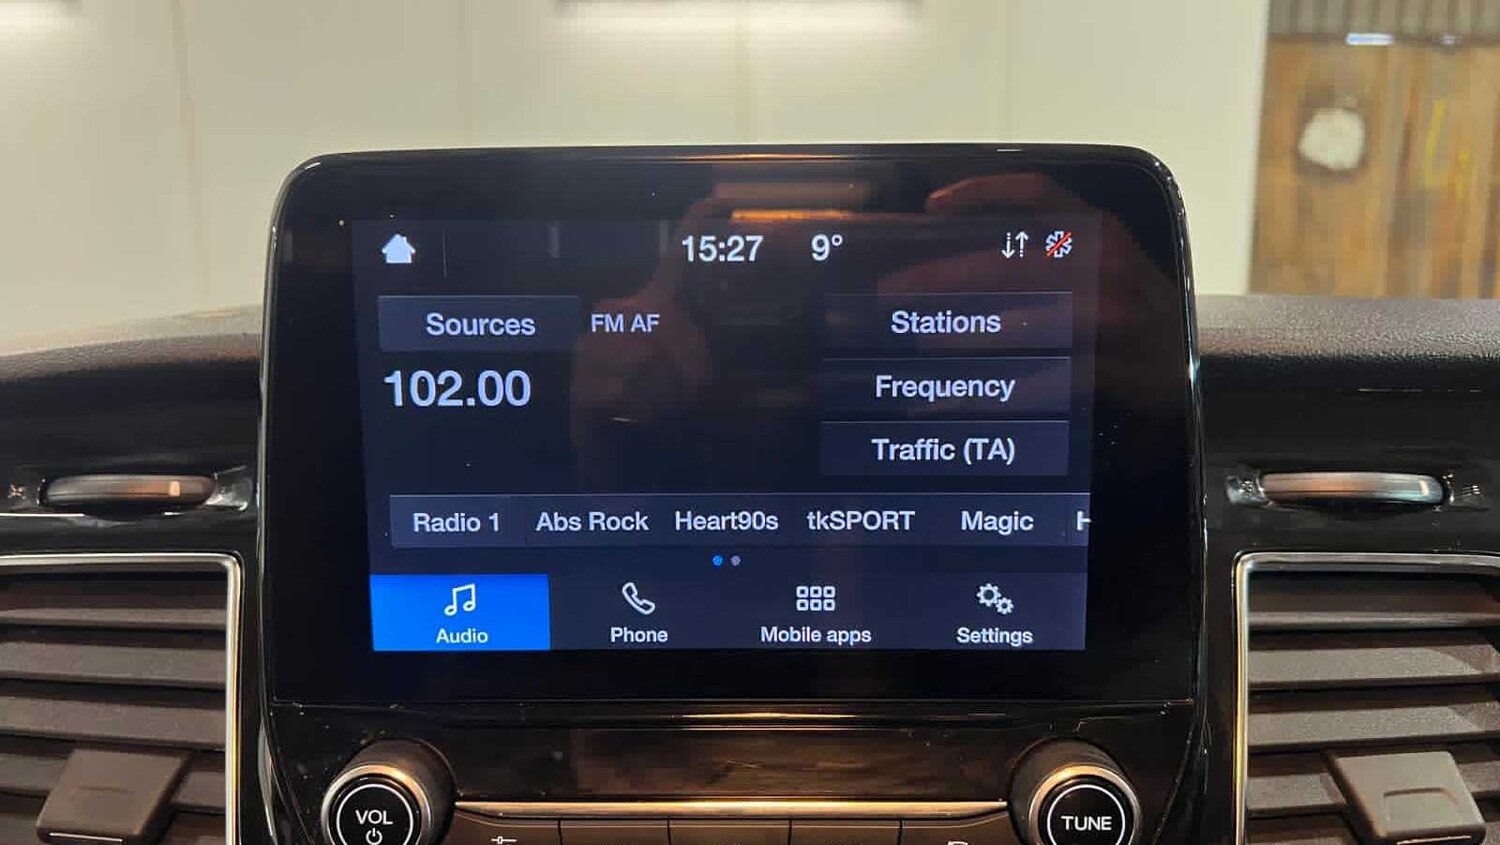 15:27 9°
Sources FM AF Stations
102.00 Frequency
Traffic (TA)
Radio 1 Abs Rock Heart90s tkSPORT Magic
Audio Phone Mobile apps Settings
VOL TUNE